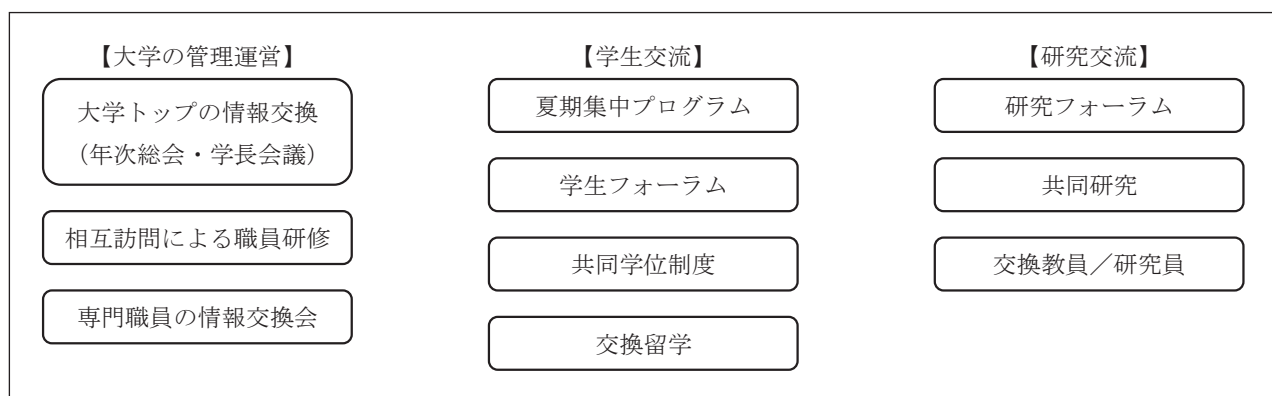 【大学の管理運営】
大学トップの情報交換
（年次総会・学長会議）
相互訪問による職員研修
専門職員の情報交換会
【学生交流】
夏期集中プログラム
学生フォーラム
共同学位制度
交換留学
【研究交流】
研究フォーラム
共同研究
交換教員／研究員